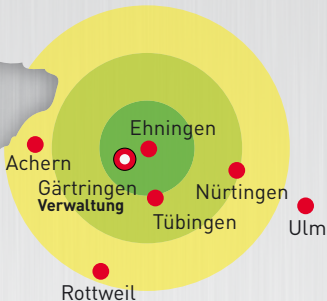 Ehningen
Achern
Gärtringen
Verwaltung
Nürtingen
Tübingen
Ulm
Rottweil